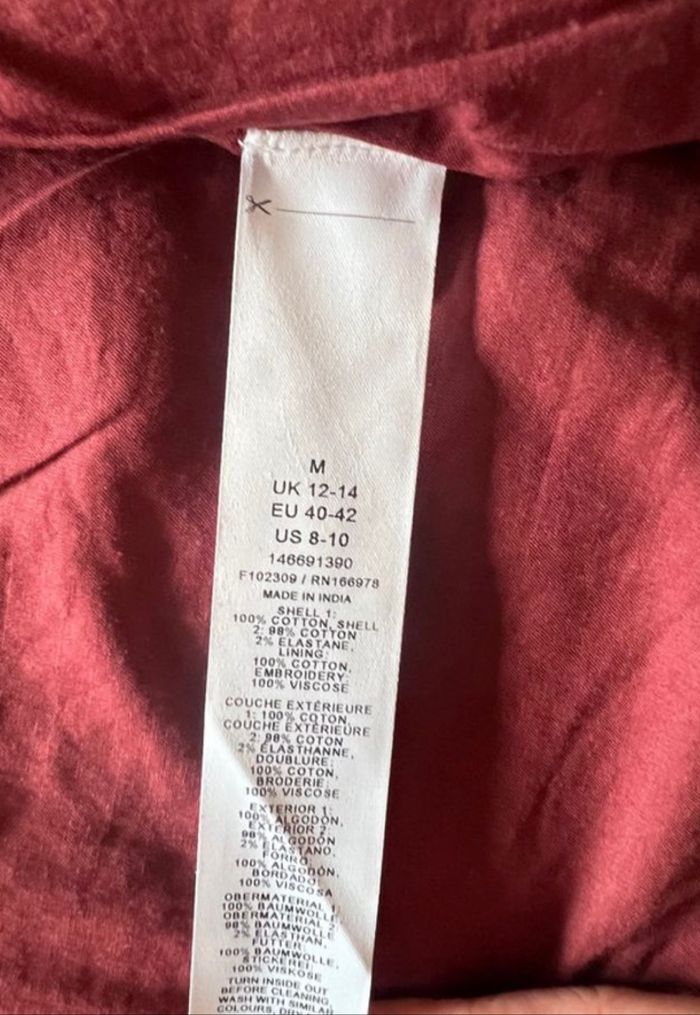 M
UK 12-14
EU 40-42
US 8-10
146691390
F102309 / RN166978
MADE IN INDIA
SHELL 1:
100% COTTON, SHELL
2: 98% COTTON
2% ELASTANE,
LINING:
100% COTTON,
EMBROIDERY:
100% VISCOSE
COUCHE EXTÉRIEURE
1: 100% COTON,
COUCHE EXTÉRIEURE
2: 98% COTON
2% ÉLASTHANNE,
DOUBLURE:
100% COTON,
BRODERIE:
100% VISCOSE
EXTERIOR 1:
100% ALGODÓN,
EXTERIOR 2:
98% ALGODÓN
2% ELASTANO,
FORRO:
100% ALGODÓN,
BORDADO:
100% VISCOSA
OBERMATERIAL 1:
100% BAUMWOLLE,
OBERMATERIAL 2:
98% BAUMWOLLE
2% ELASTHAN,
FUTTER:
100% BAUMWOLLE,
STICKEREI:
100% VISKOSE
TURN INSIDE OUT
BEFORE CLEANING,
WASH WITH SIMILAR
COLOURS,